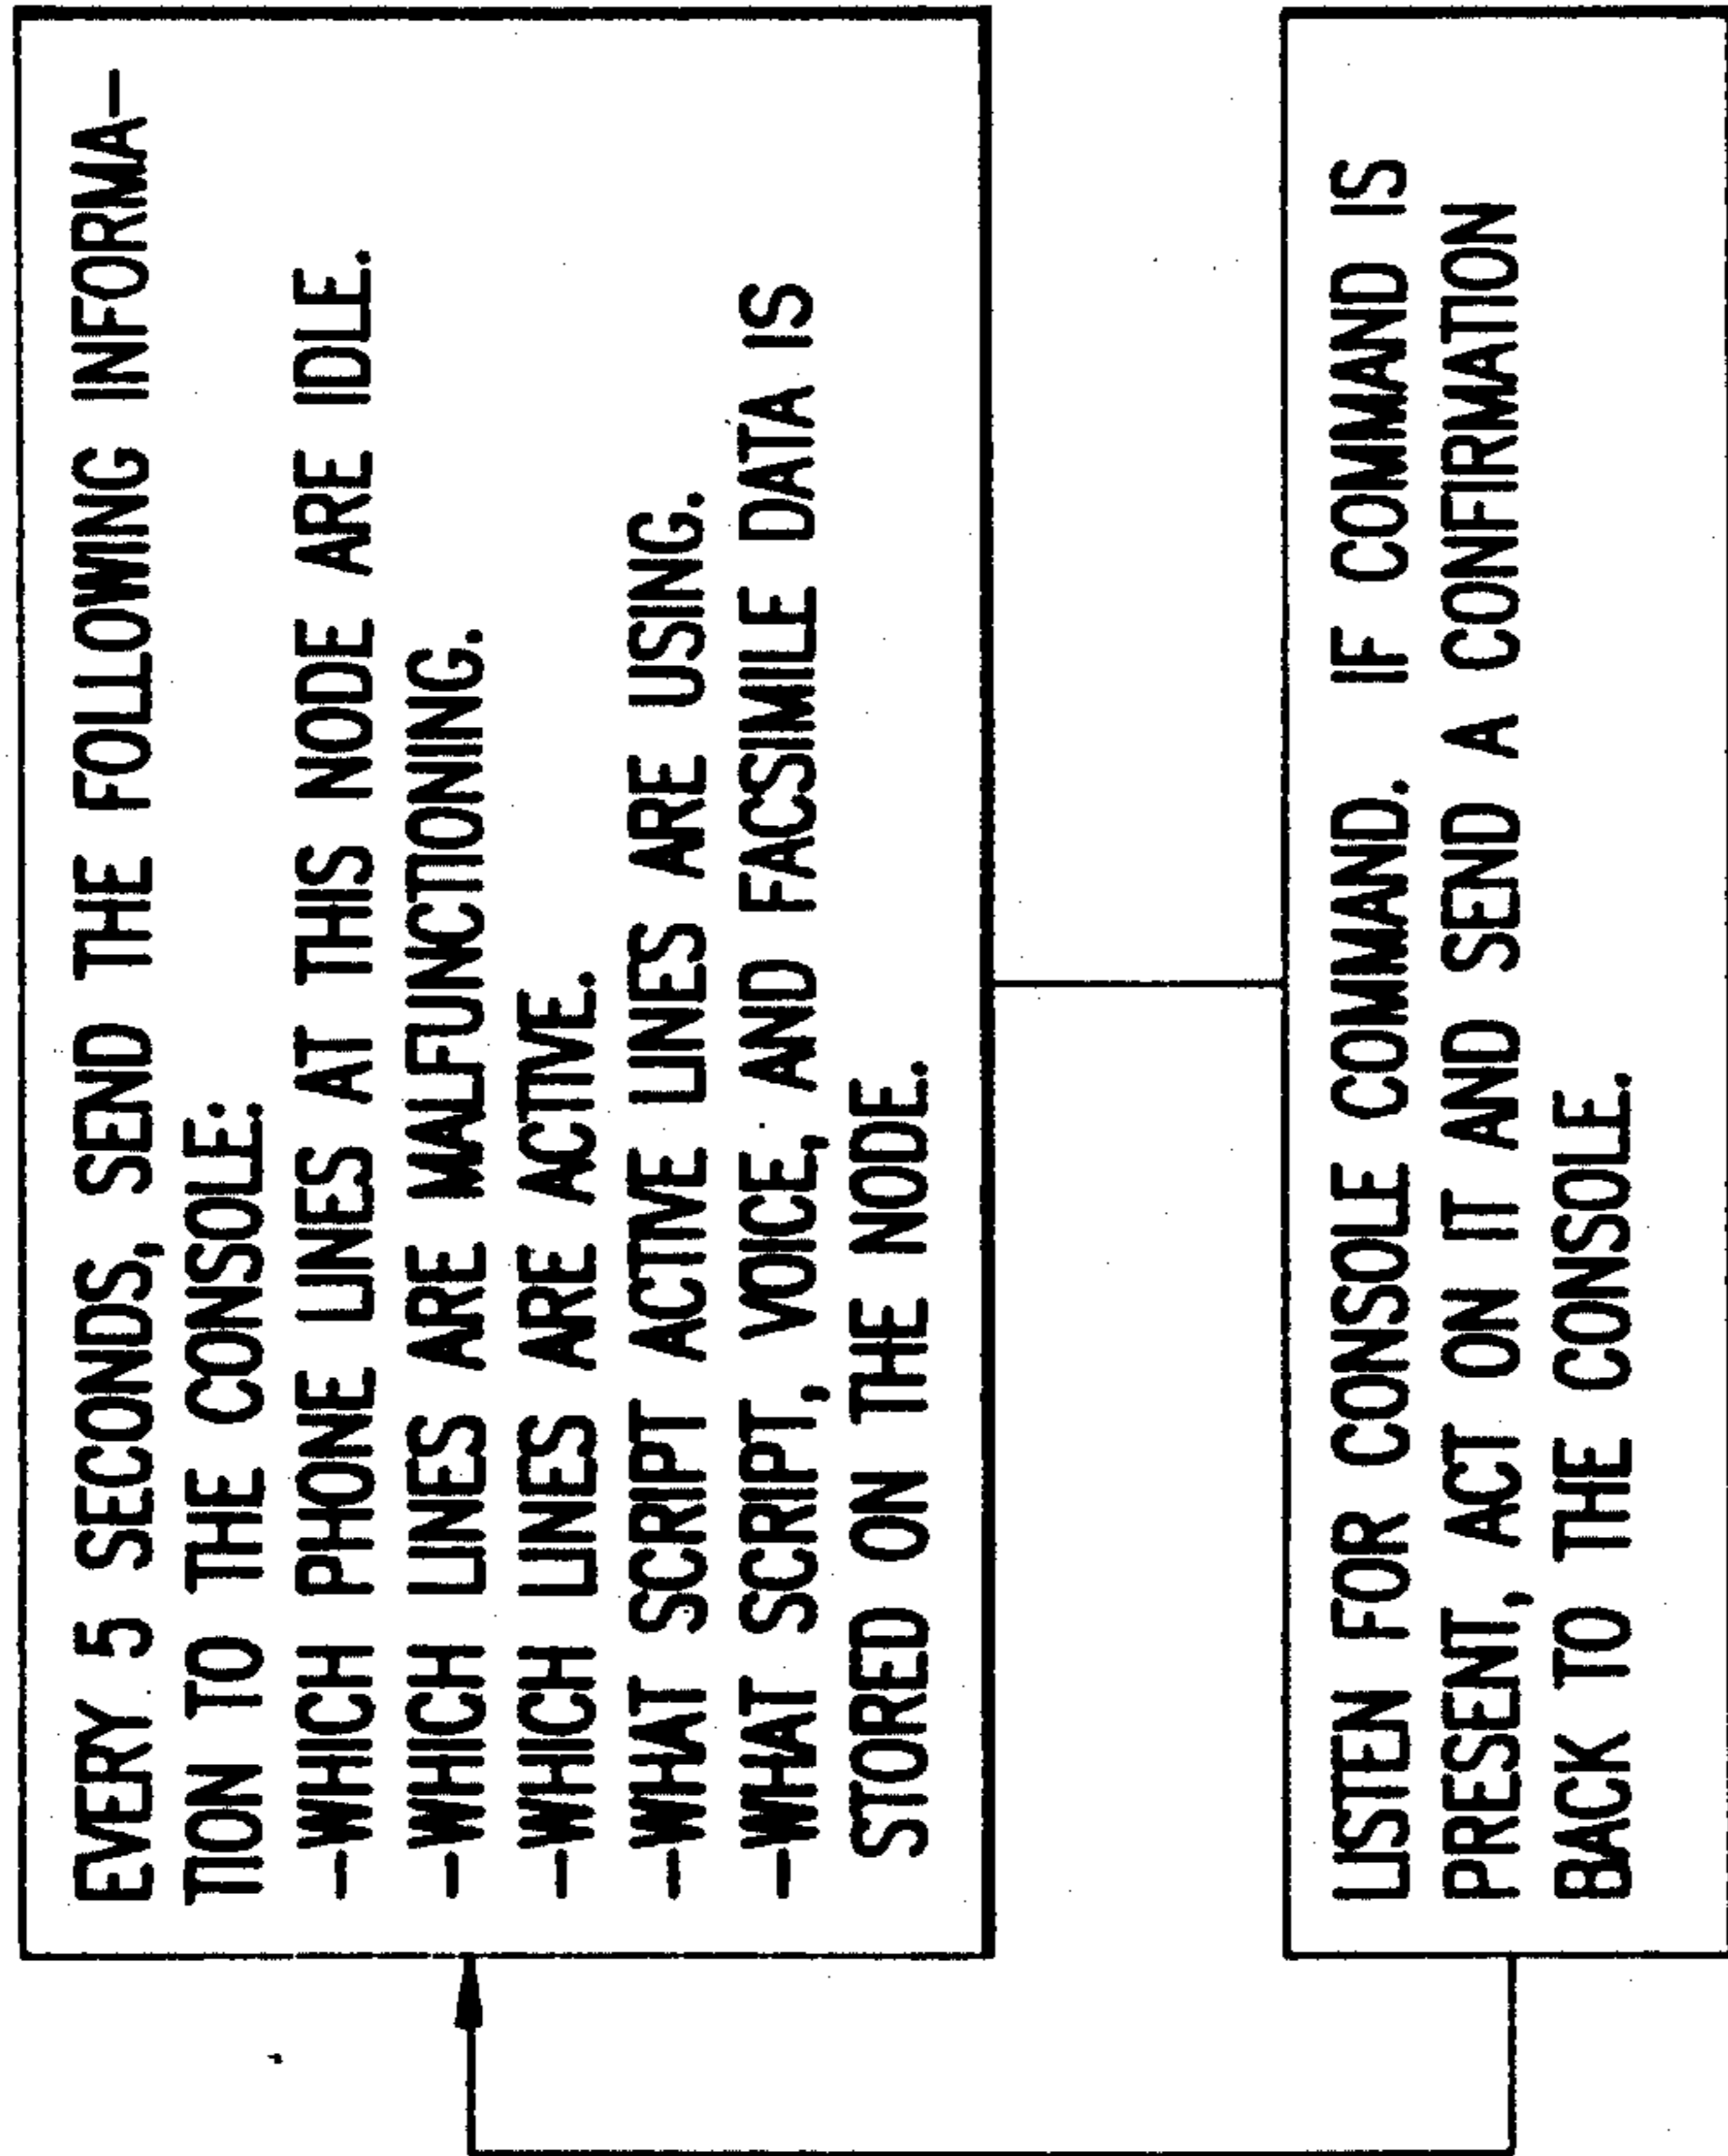 EVERY 5 SECONDS, SEND THE FOLLOWING INFORMA-
TION TO THE CONSOLE:
-WHICH PHONE LINES AT THIS NODE ARE IDLE.
-WHICH LINES ARE MALFUNCTIONING.
-WHICH LINES ARE ACTIVE.
-WHAT SCRIPT ACTIVE LINES ARE USING.
-WHAT SCRIPT, VOICE, AND FACSIMILE DATA IS
STORED ON THE NODE.
LISTEN FOR CONSOLE COMMAND. IF COMMAND IS
PRESENT, ACT ON IT AND SEND A CONFIRMATION
BACK TO THE CONSOLE.